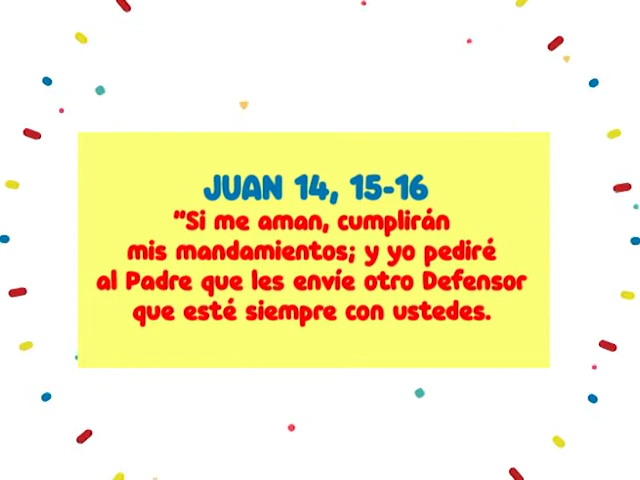 JUAN 14, 15-16
"Si me aman, cumplirán
mis mandamientos; y yo pediré
al Padre que les envíe otro Defensor
que esté siempre con ustedes.